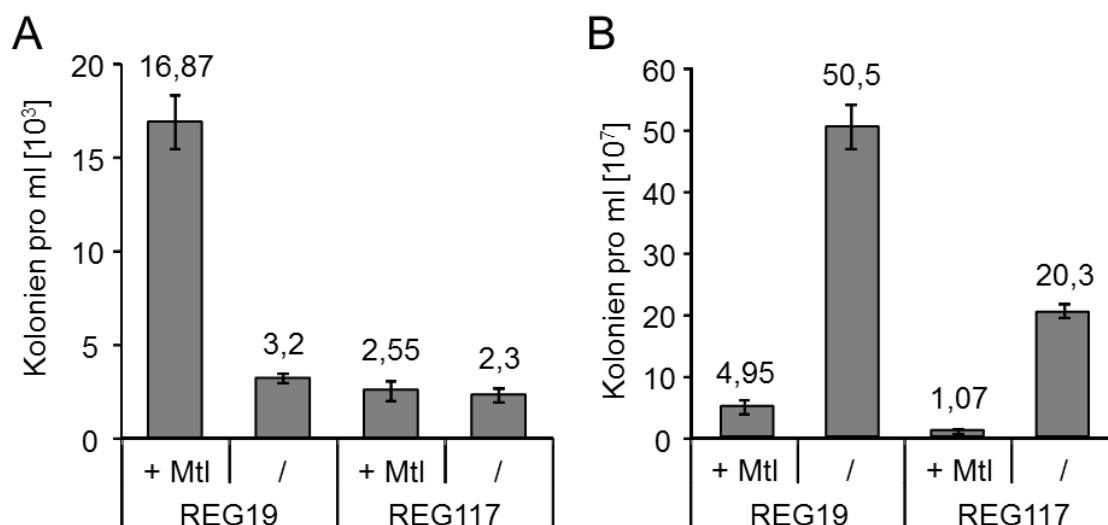 A
Kolonien pro ml [10³]
20
15
10
5
0
16,87
3,2
2,55
2,3
+ Mtl / + Mtl /
REG19 REG117
B
Kolonien pro ml [10⁷]
60
50
40
30
20
10
0
4,95
50,5
1,07
20,3
+ Mtl / + Mtl /
REG19 REG117